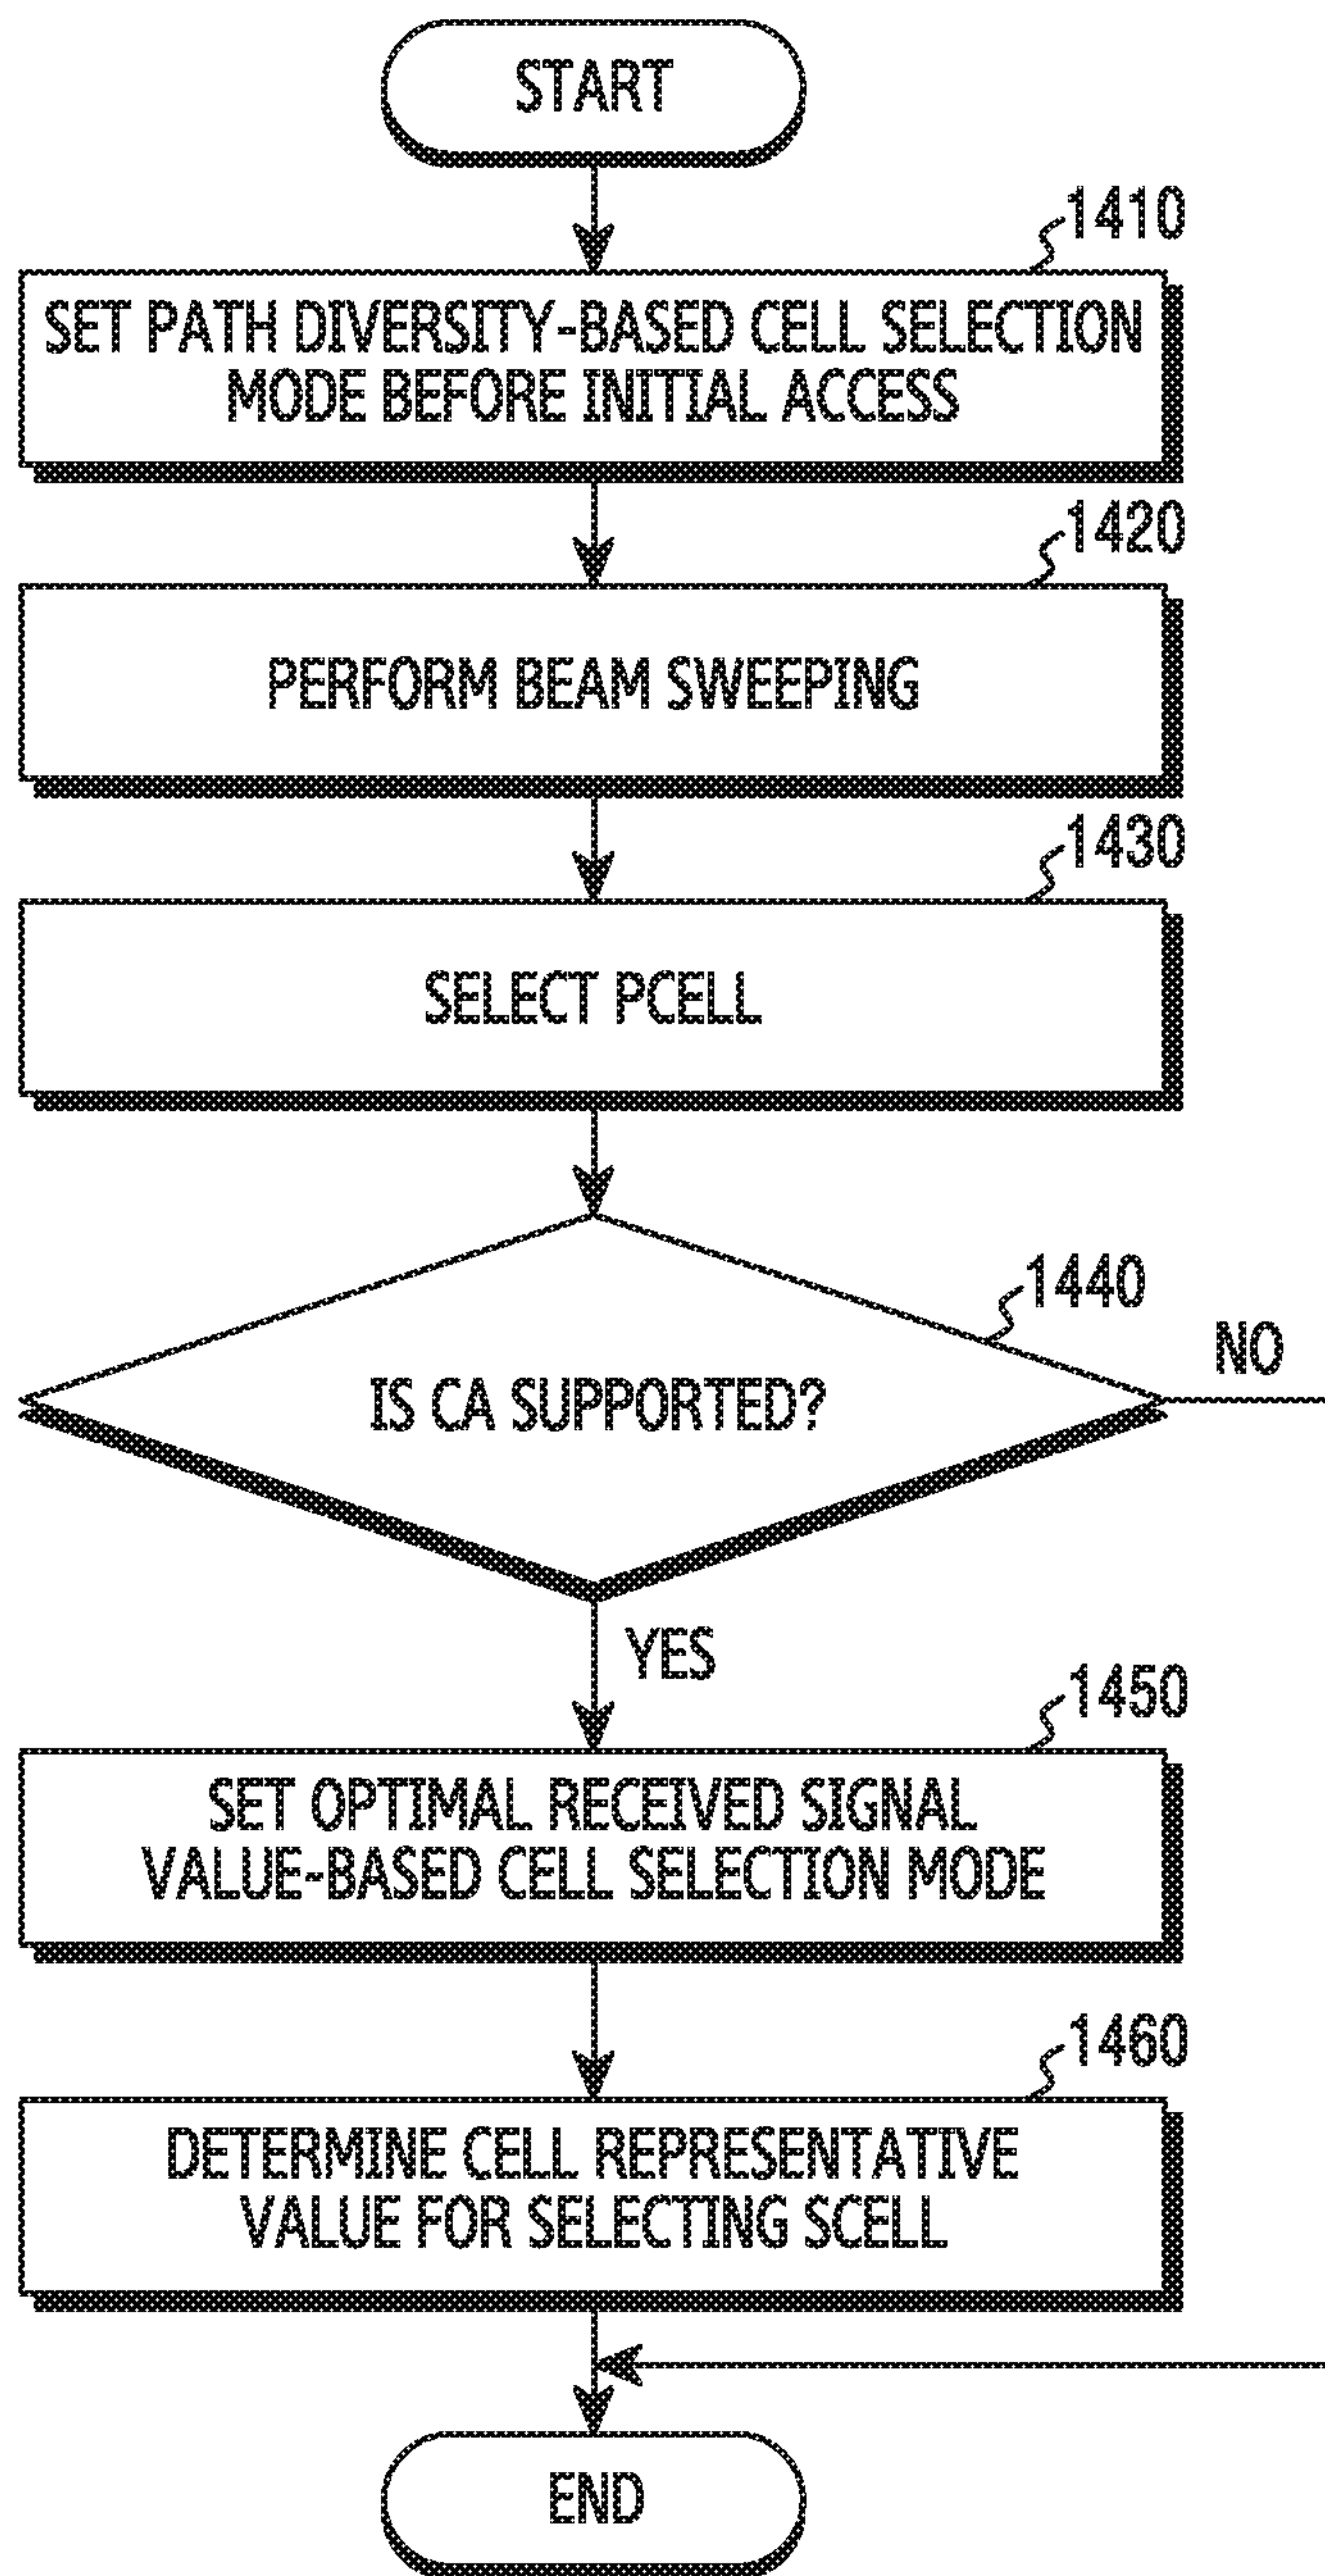 START
1410
SET PATH DIVERSITY-BASED CELL SELECTION
MODE BEFORE INITIAL ACCESS
1420
PERFORM BEAM SWEEPING
1430
SELECT PCELL
1440
NO
IS CA SUPPORTED?
YES
1450
SET OPTIMAL RECEIVED SIGNAL
VALUE-BASED CELL SELECTION MODE
1460
DETERMINE CELL REPRESENTATIVE
VALUE FOR SELECTING SCELL
END